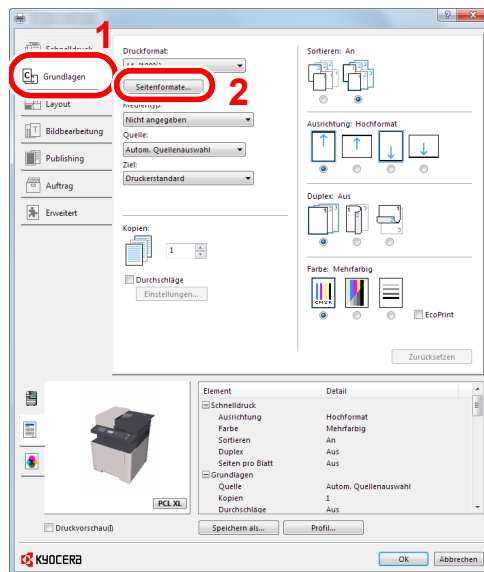 ? X
1
Schnelldruck
Grundlagen
Layout
Bildbearbeitung
Publishing
Auftrag
Erweitert
Druckformat:
Seitenformate...
2
Medientyp:
Nicht angegeben
Quelle:
Autom. Quellenauswahl
Ziel:
Druckerstandard
Kopien:
1
Durchschläge
Einstellungen...
Sortieren: An
Ausrichtung: Hochformat
Duplex: Aus
Farbe: Mehrfarbig
CMYK
EcoPrint
Zurücksetzen
PCL XL
Druckvorschau(J)
Element Detail
Schnelldruck
Ausrichtung Hochformat
Farbe Mehrfarbig
Sortieren An
Duplex Aus
Seiten pro Blatt Aus
Grundlagen
Quelle Autom. Quellenauswahl
Kopien 1
Durchschläge Aus
Speichern als... Profil...
KYOCERA
OK Abbrechen